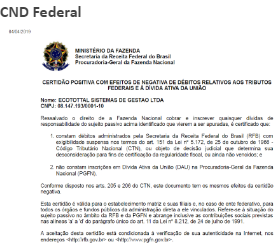 CND Federal
04/04/2019
MINISTÉRIO DA FAZENDA
Secretaria da Receita Federal do Brasil
Procuradoria-Geral da Fazenda Nacional
CERTIDÃO POSITIVA COM EFEITOS DE NEGATIVA DE DÉBITOS RELATIVOS AOS TRIBUTOS
FEDERAIS E À DÍVIDA ATIVA DA UNIÃO
Nome: ECOTOTTAL SISTEMAS DE GESTAO LTDA
CNPJ: 05.147.193/0001-10
Ressalvado o direito de a Fazenda Nacional cobrar e inscrever quaisquer dívidas de
responsabilidade do sujeito passivo acima identificado que vierem a ser apuradas, é certificado que:
1. constam débitos administrados pela Secretaria da Receita Federal do Brasil (RFB) com
exigibilidade suspensa nos termos do art. 151 da Lei nº 5.172, de 25 de outubro de 1966 -
Código Tributário Nacional (CTN), ou objeto de decisão judicial que determina sua
desconsideração para fins de certificação da regularidade fiscal, ou ainda não vencidos; e
2. não constam inscrições em Dívida Ativa da União (DAU) na Procuradoria-Geral da Fazenda
Nacional (PGFN).
Conforme disposto nos arts. 205 e 206 do CTN, este documento tem os mesmos efeitos da certidão
negativa.
Esta certidão é válida para o estabelecimento matriz e suas filiais e, no caso de ente federativo, para
todos os órgãos e fundos públicos da administração direta a ele vinculados. Refere-se à situação do
sujeito passivo no âmbito da RFB e da PGFN e abrange inclusive as contribuições sociais previstas
nas alíneas 'a' a 'd' do parágrafo único do art. 11 da Lei nº 8.212, de 24 de julho de 1991.
A aceitação desta certidão está condicionada à verificação de sua autenticidade na Internet, nos
endereços <http://rfb.gov.br> ou <http://www.pgfn.gov.br>.